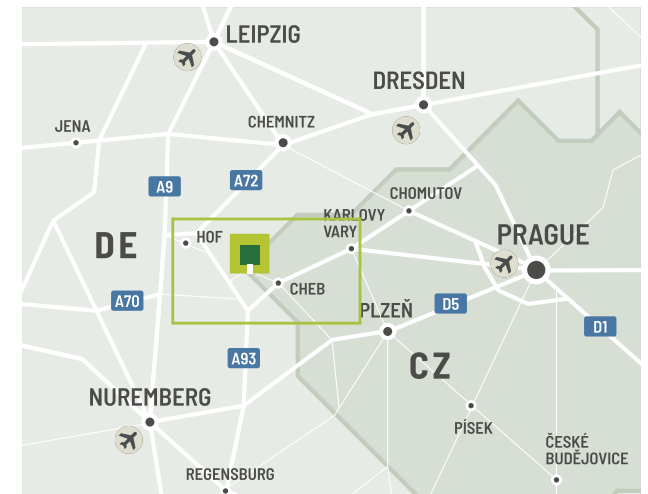 LEIPZIG
DRESDEN
JENA
CHEMNITZ
A9
A72
CHOMUTOV
KARLOVY
VARY
DE
HOF
PRAGUE
CHEB
A70
PLZEŇ
D5
D1
A93
CZ
NUREMBERG
PÍSEK
ČESKÉ
BUDĚJOVICE
REGENSBURG